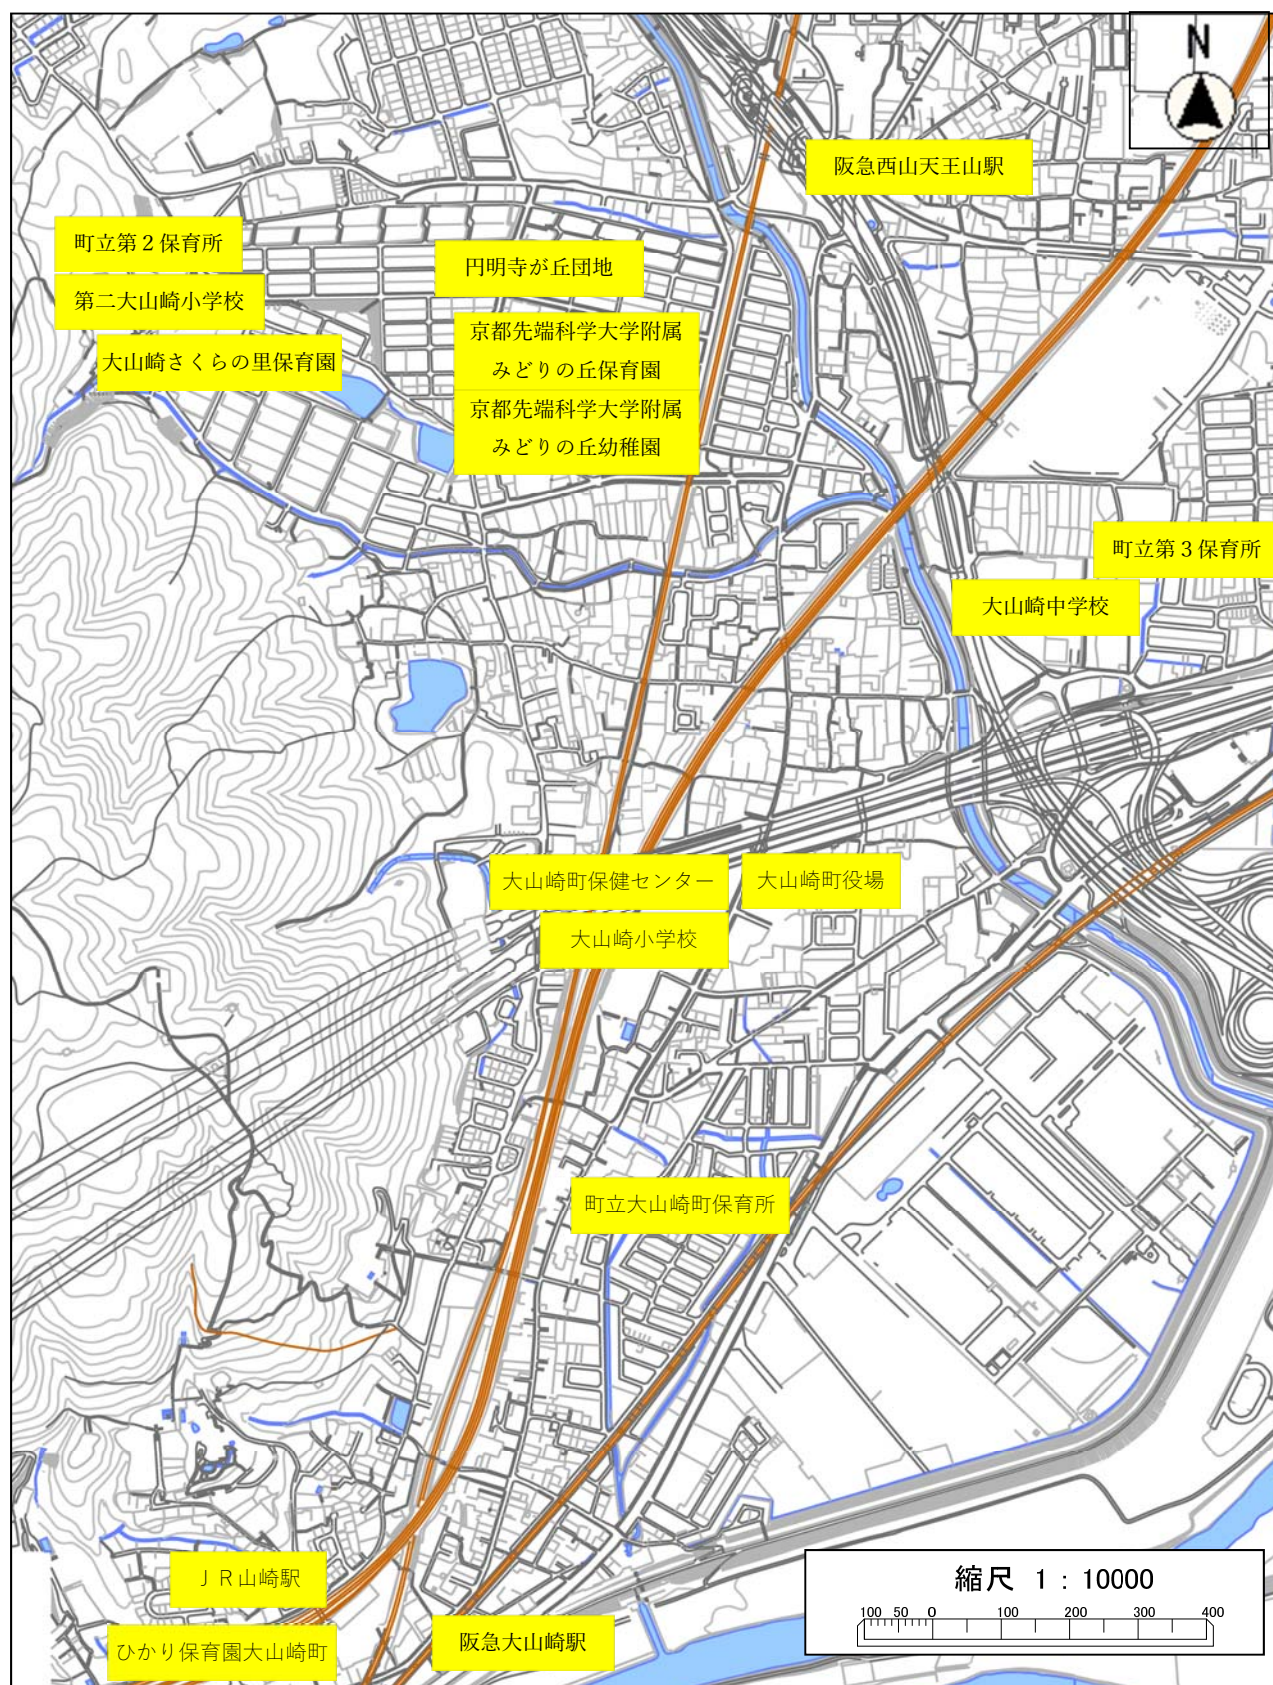 N
阪急西山天王山駅
町立第２保育所
円明寺が丘団地
第二大山崎小学校
京都先端科学大学附属
みどりの丘保育園
大山崎さくらの里保育園
京都先端科学大学附属
みどりの丘幼稚園
町立第３保育所
大山崎中学校
大山崎町保健センター
大山崎町役場
大山崎小学校
町立大山崎町保育所
ＪＲ山崎駅
阪急大山崎駅
ひかり保育園大山崎町
縮尺 1：10000
100 50 0 100 200 300 400